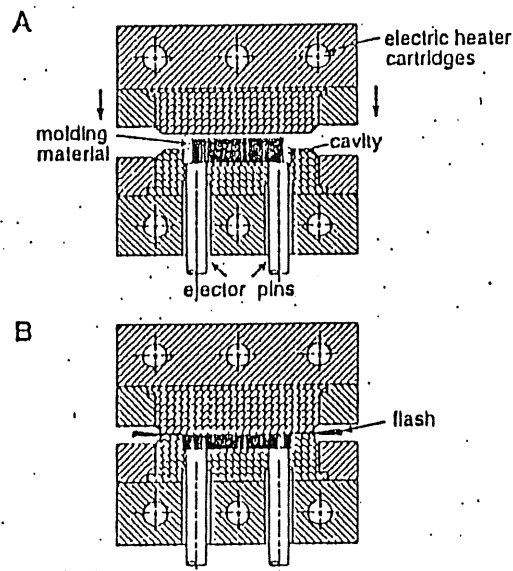 A
electric heater
cartridges
molding
material
cavity
ejector pins
B
flash